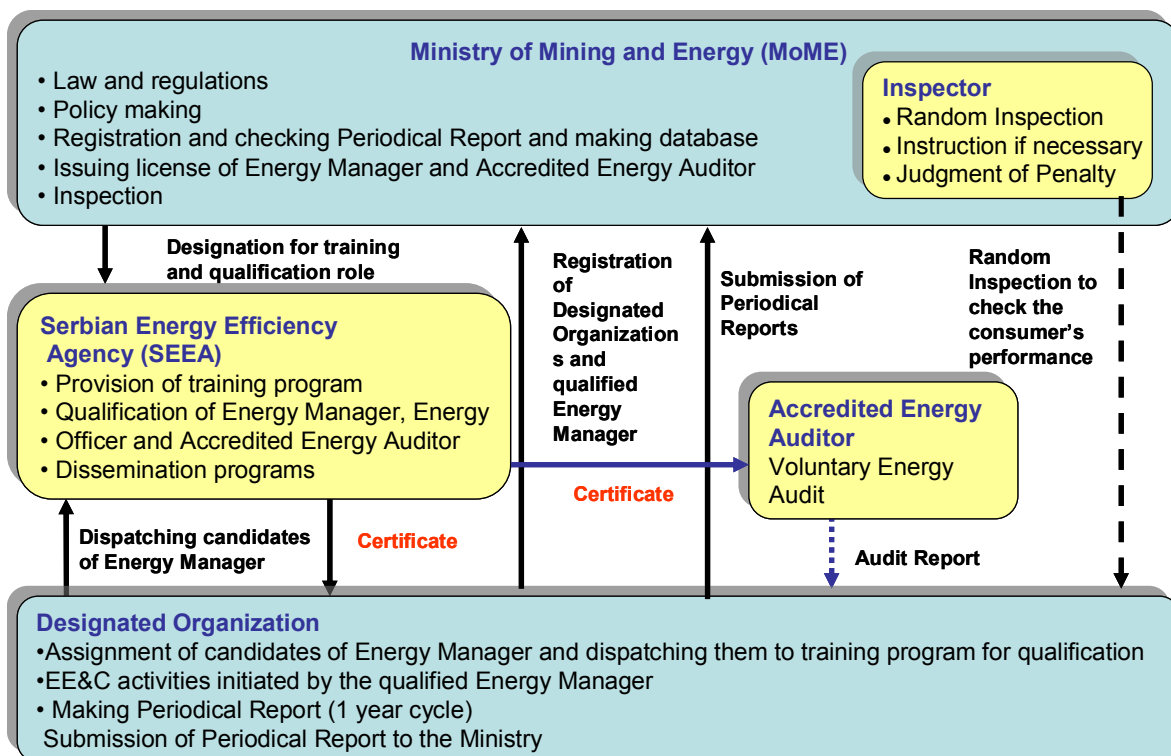 Ministry of Mining and Energy (MoME)
• Law and regulations
• Policy making
• Registration and checking Periodical Report and making database
• Issuing license of Energy Manager and Accredited Energy Auditor
• Inspection
Inspector
• Random Inspection
• Instruction if necessary
• Judgment of Penalty
Designation for training
and qualification role
Registration
of
Designated
Organization
s and
qualified
Energy
Manager
Submission of
Periodical
Reports
Random
Inspection to
check the
consumer’s
performance
Serbian Energy Efficiency
Agency (SEEA)
• Provision of training program
• Qualification of Energy Manager, Energy
• Officer and Accredited Energy Auditor
• Dissemination programs
Accredited Energy
Auditor
Voluntary Energy
Audit
Certificate
Dispatching candidates
of Energy Manager
Certificate
Audit Report
Designated Organization
•Assignment of candidates of Energy Manager and dispatching them to training program for qualification
•EE&C activities initiated by the qualified Energy Manager
• Making Periodical Report (1 year cycle)
Submission of Periodical Report to the Ministry